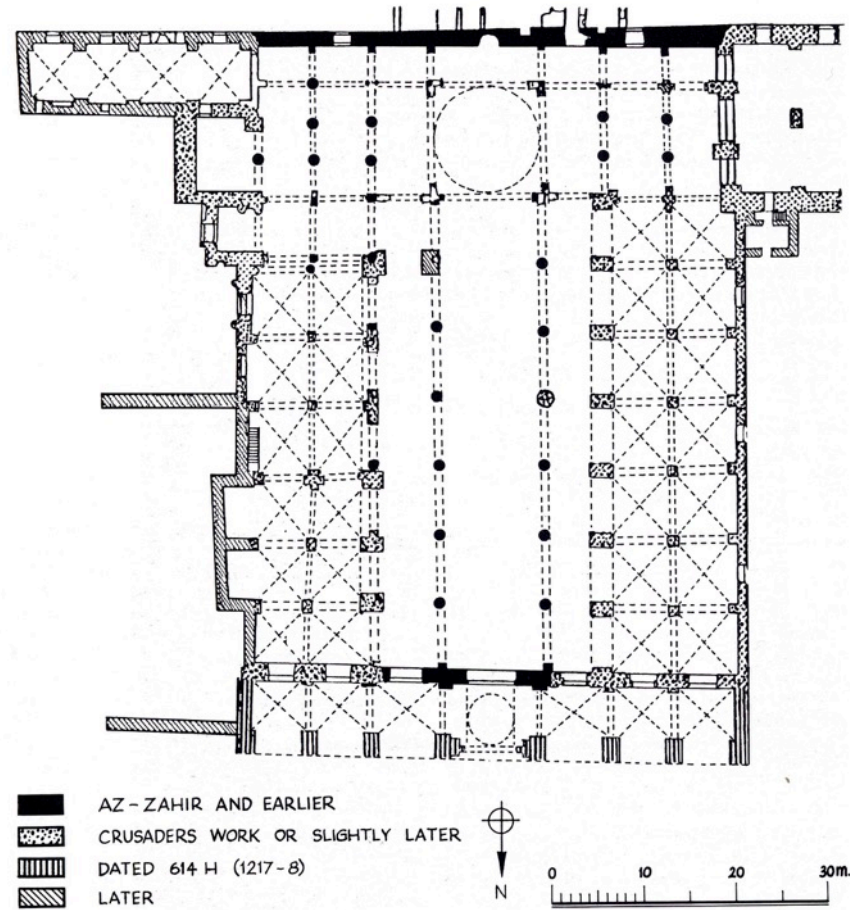 AZ-ZAHIR AND EARLIER
CRUSADERS WORK OR SLIGHTLY LATER
DATED 614 H (1217-8)
LATER
N
0 10 20 30m.